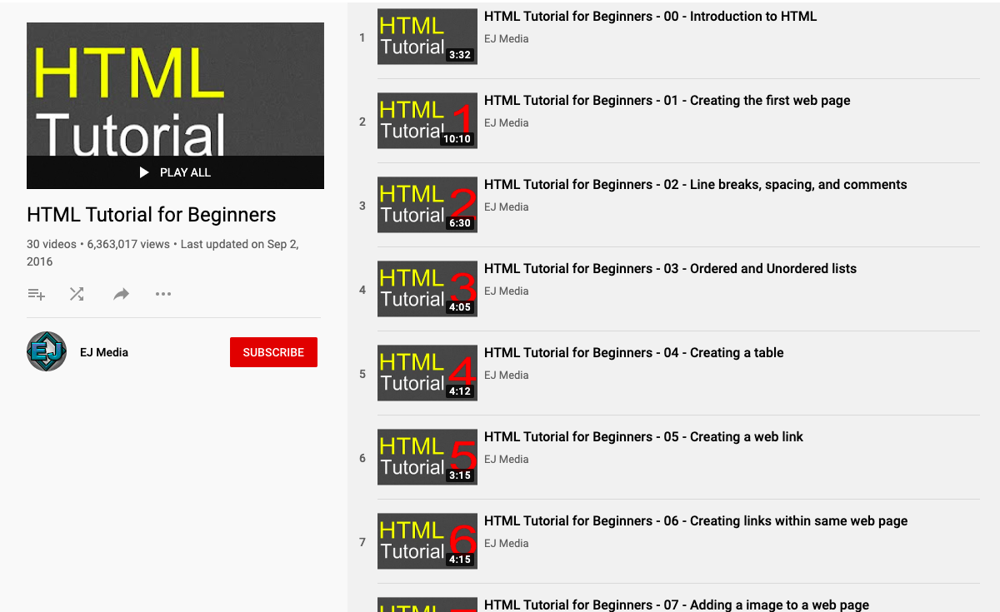 HTML
Tutorial
PLAY ALL
HTML Tutorial for Beginners
30 videos • 6,363,017 views • Last updated on Sep 2,
2016
EJ
EJ Media
SUBSCRIBE
1
HTML
Tutorial
3:32
HTML Tutorial for Beginners - 00 - Introduction to HTML
EJ Media
2
HTML
Tutorial
1
10:10
HTML Tutorial for Beginners - 01 - Creating the first web page
EJ Media
3
HTML
Tutorial
2
6:30
HTML Tutorial for Beginners - 02 - Line breaks, spacing, and comments
EJ Media
4
HTML
Tutorial
3
4:05
HTML Tutorial for Beginners - 03 - Ordered and Unordered lists
EJ Media
5
HTML
Tutorial
4
4:12
HTML Tutorial for Beginners - 04 - Creating a table
EJ Media
6
HTML
Tutorial
5
3:15
HTML Tutorial for Beginners - 05 - Creating a web link
EJ Media
7
HTML
Tutorial
6
4:15
HTML Tutorial for Beginners - 06 - Creating links within same web page
EJ Media
HTML
HTML Tutorial for Beginners - 07 - Adding a image to a web page